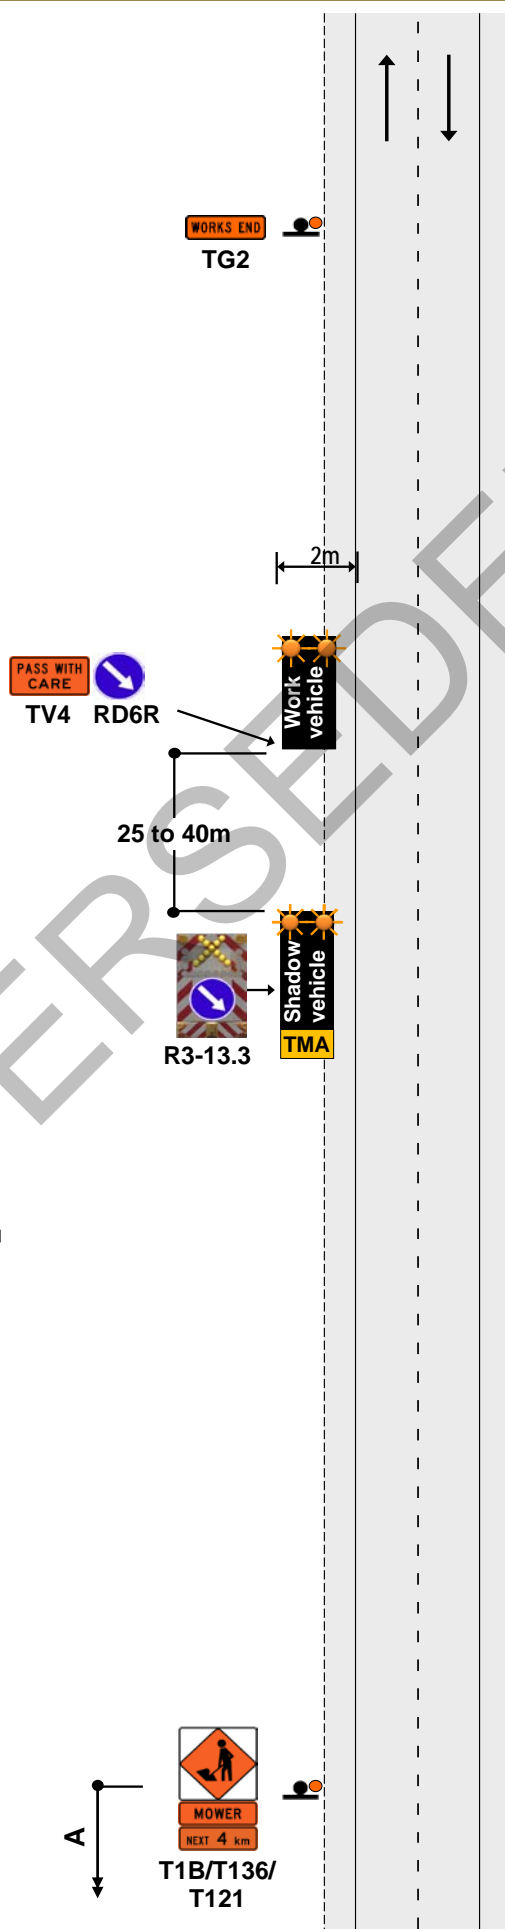 WORKS END
TG2
2m
PASS WITH
CARE
TV4 RD6R
Work
vehicle
25 to 40m
Shadow
vehicle
TMA
R3-13.3
ERSEDE
MOWER
NEXT 4 km
A
T1B/T136/
T121